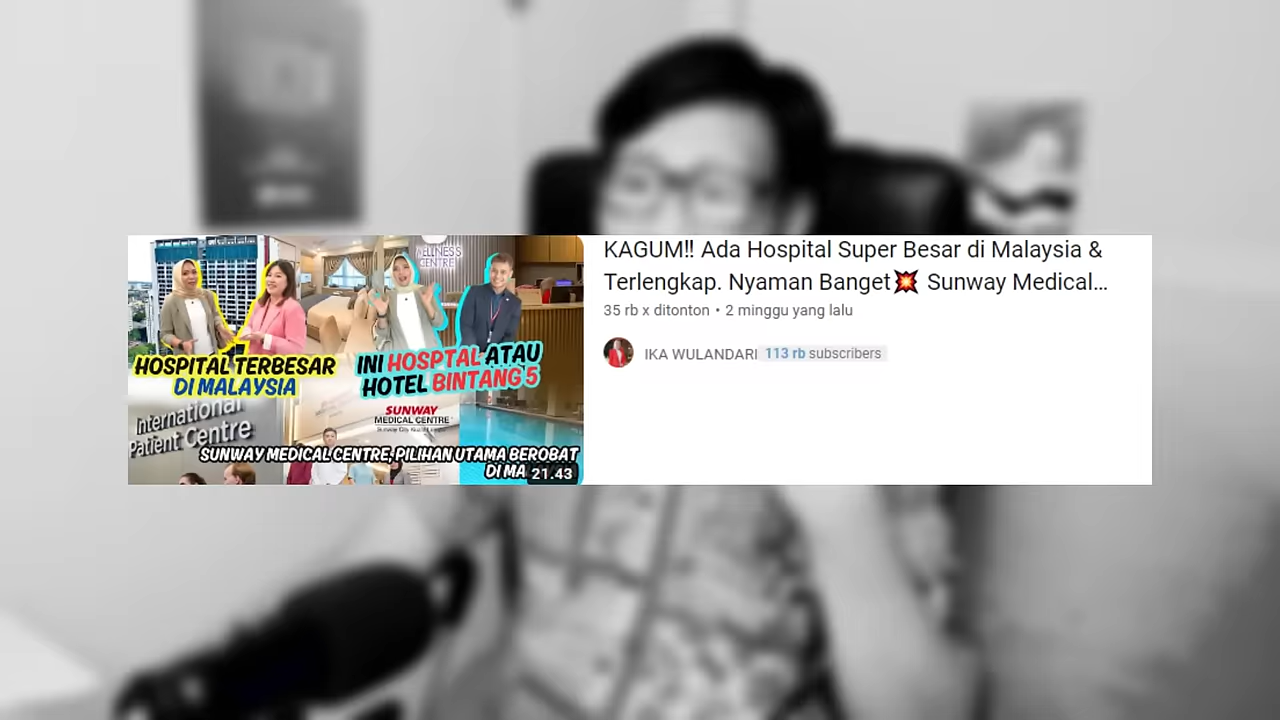 KAGUM!! Ada Hospital Super Besar di Malaysia &
Terlengkap. Nyaman Banget💥 Sunway Medical...
35 rb x ditonton • 2 minggu yang lalu
IKA WULANDARI 113 rb subscribers
WELLNESS
CENTRE
HOSPITAL TERBESAR
DI MALAYSIA
INI HOSPTAL ATAU
HOTEL BINTANG 5
International
Patient Centre
SUNWAY
MEDICAL CENTRE
SUNWAY MEDICAL CENTRE, PILIHAN UTAMA BEROBAT
DI MA
21.43